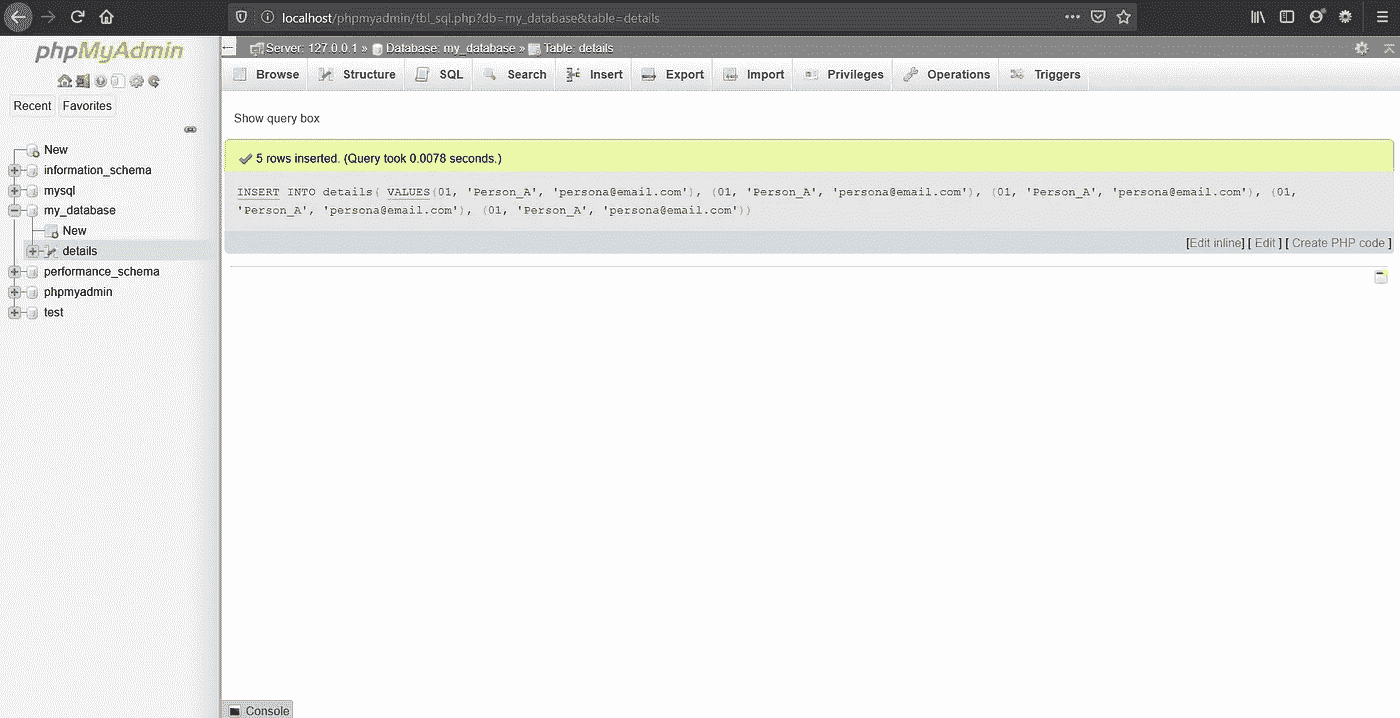 localhost/phpmyadmin/tbl_sql.php?db=my_database&table=details
phpMyAdmin
Recent Favorites
New
information_schema
mysql
my_database
New
details
performance_schema
phpmyadmin
test
Server: 127.0.0.1 » Database: my_database » Table: details
Browse Structure SQL Search Insert Export Import Privileges Operations Triggers
Show query box
5 rows inserted. (Query took 0.0078 seconds.)
INSERT INTO details( VALUES(01, 'Person_A', 'persona@email.com'), (01, 'Person_A', 'persona@email.com'), (01, 'Person_A', 'persona@email.com'), (01,
'Person_A', 'persona@email.com'), (01, 'Person_A', 'persona@email.com'))
[Edit inline] [ Edit ] [ Create PHP code ]
Console